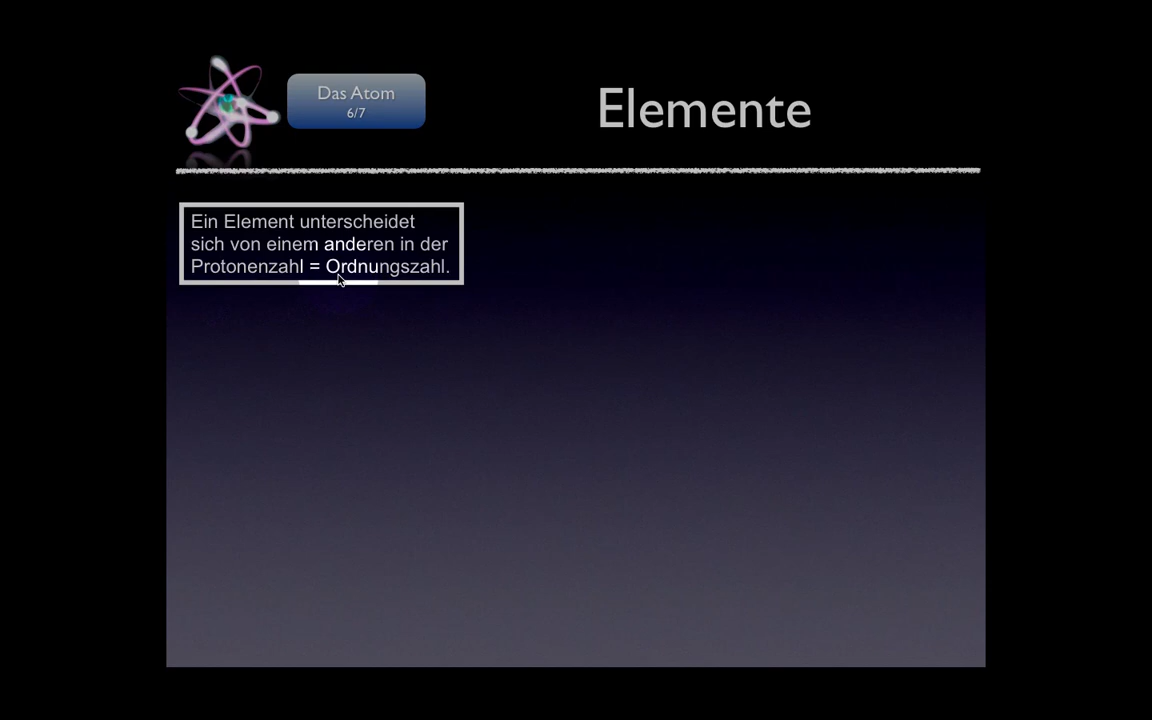 Das Atom
6/7
Elemente
Ein Element unterscheidet
sich von einem anderen in der
Protonenzahl = Ordnungszahl.